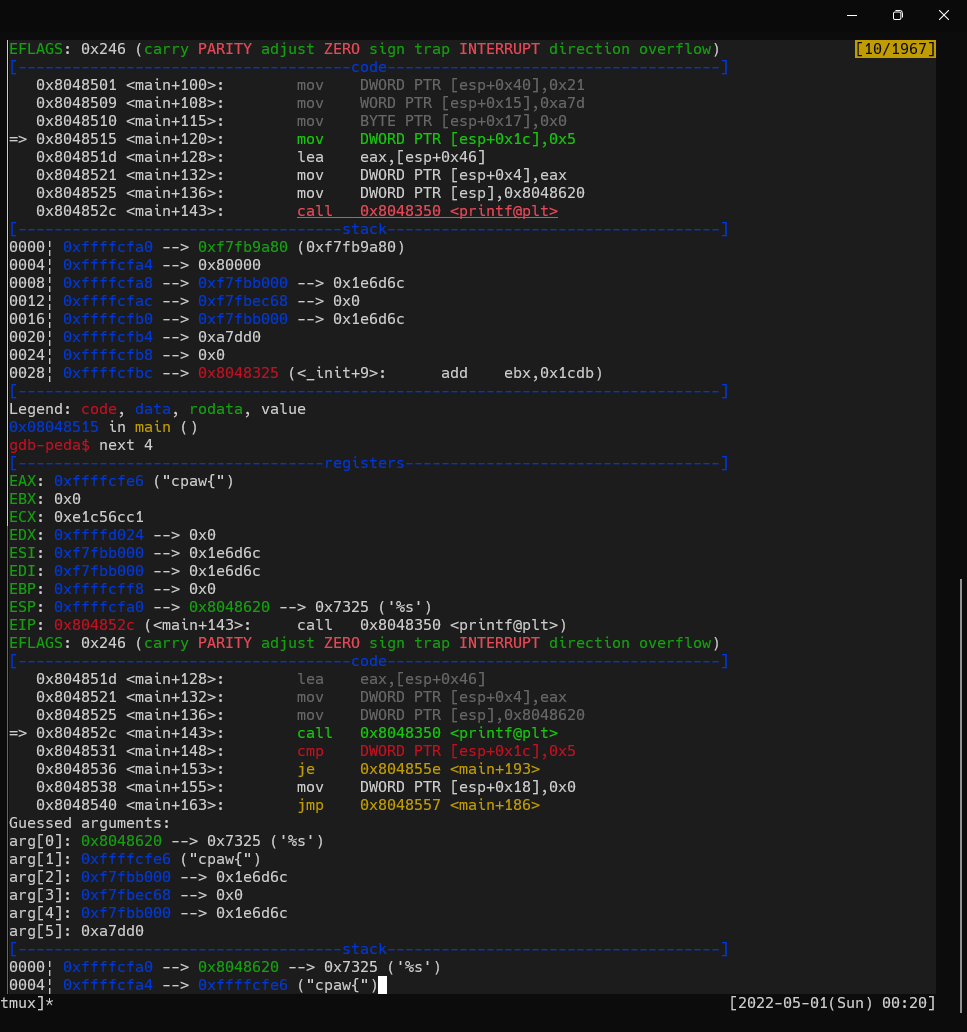 EFLAGS: 0x246 (carry PARITY adjust ZERO sign trap INTERRUPT direction overflow) [10/1967]
[-------------------------------------code-------------------------------------]
   0x8048501 <main+100>:        mov    DWORD PTR [esp+0x40],0x21
   0x8048509 <main+108>:        mov    WORD PTR [esp+0x15],0xa7d
   0x8048510 <main+115>:        mov    BYTE PTR [esp+0x17],0x0
=> 0x8048515 <main+120>:        mov    DWORD PTR [esp+0x1c],0x5
   0x804851d <main+128>:        lea    eax,[esp+0x46]
   0x8048521 <main+132>:        mov    DWORD PTR [esp+0x4],eax
   0x8048525 <main+136>:        mov    DWORD PTR [esp],0x8048620
   0x804852c <main+143>:        call   0x8048350 <printf@plt>
[------------------------------------stack-------------------------------------]
0000¦ 0xffffcfa0 --> 0xf7fb9a80 (0xf7fb9a80)
0004¦ 0xffffcfa4 --> 0x80000
0008¦ 0xffffcfa8 --> 0xf7fbb000 --> 0x1e6d6c
0012¦ 0xffffcfac --> 0xf7fbec68 --> 0x0
0016¦ 0xffffcfb0 --> 0xf7fbb000 --> 0x1e6d6c
0020¦ 0xffffcfb4 --> 0xa7dd0
0024¦ 0xffffcfb8 --> 0x0
0028¦ 0xffffcfbc --> 0x8048325 (<_init+9>:      add    ebx,0x1cdb)
[------------------------------------------------------------------------------]
Legend: code, data, rodata, value
0x08048515 in main ()
gdb-peda$ next 4
[----------------------------------registers-----------------------------------]
EAX: 0xffffcfe6 ("cpaw{")
EBX: 0x0
ECX: 0xe1c56cc1
EDX: 0xffffd024 --> 0x0
ESI: 0xf7fbb000 --> 0x1e6d6c
EDI: 0xf7fbb000 --> 0x1e6d6c
EBP: 0xffffcff8 --> 0x0
ESP: 0xffffcfa0 --> 0x8048620 --> 0x7325 ('%s')
EIP: 0x804852c (<main+143>:     call   0x8048350 <printf@plt>)
EFLAGS: 0x246 (carry PARITY adjust ZERO sign trap INTERRUPT direction overflow)
[-------------------------------------code-------------------------------------]
   0x804851d <main+128>:        lea    eax,[esp+0x46]
   0x8048521 <main+132>:        mov    DWORD PTR [esp+0x4],eax
   0x8048525 <main+136>:        mov    DWORD PTR [esp],0x8048620
=> 0x804852c <main+143>:        call   0x8048350 <printf@plt>
   0x8048531 <main+148>:        cmp    DWORD PTR [esp+0x1c],0x5
   0x8048536 <main+153>:        je     0x804855e <main+193>
   0x8048538 <main+155>:        mov    DWORD PTR [esp+0x18],0x0
   0x8048540 <main+163>:        jmp    0x8048557 <main+186>
Guessed arguments:
arg[0]: 0x8048620 --> 0x7325 ('%s')
arg[1]: 0xffffcfe6 ("cpaw{")
arg[2]: 0xf7fbb000 --> 0x1e6d6c
arg[3]: 0xf7fbec68 --> 0x0
arg[4]: 0xf7fbb000 --> 0x1e6d6c
arg[5]: 0xa7dd0
[------------------------------------stack-------------------------------------]
0000¦ 0xffffcfa0 --> 0x8048620 --> 0x7325 ('%s')
0004¦ 0xffffcfa4 --> 0xffffcfe6 ("cpaw{")
tmux]* [2022-05-01(Sun) 00:20]